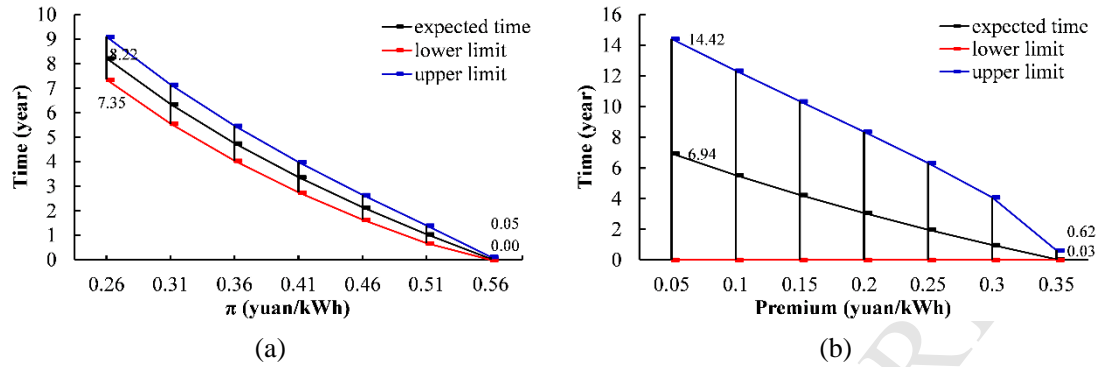 10
9
8
7
6
5
4
3
2
1
0
Time (year)
expected time
lower limit
upper limit
8.22
7.35
0.05
0.00
0.26 0.31 0.36 0.41 0.46 0.51 0.56
π (yuan/kWh)
(a)
16
14
12
10
8
6
4
2
0
Time (year)
expected time
lower limit
upper limit
14.42
6.94
0.62
0.03
0.05 0.1 0.15 0.2 0.25 0.3 0.35
Premium (yuan/kWh)
(b)